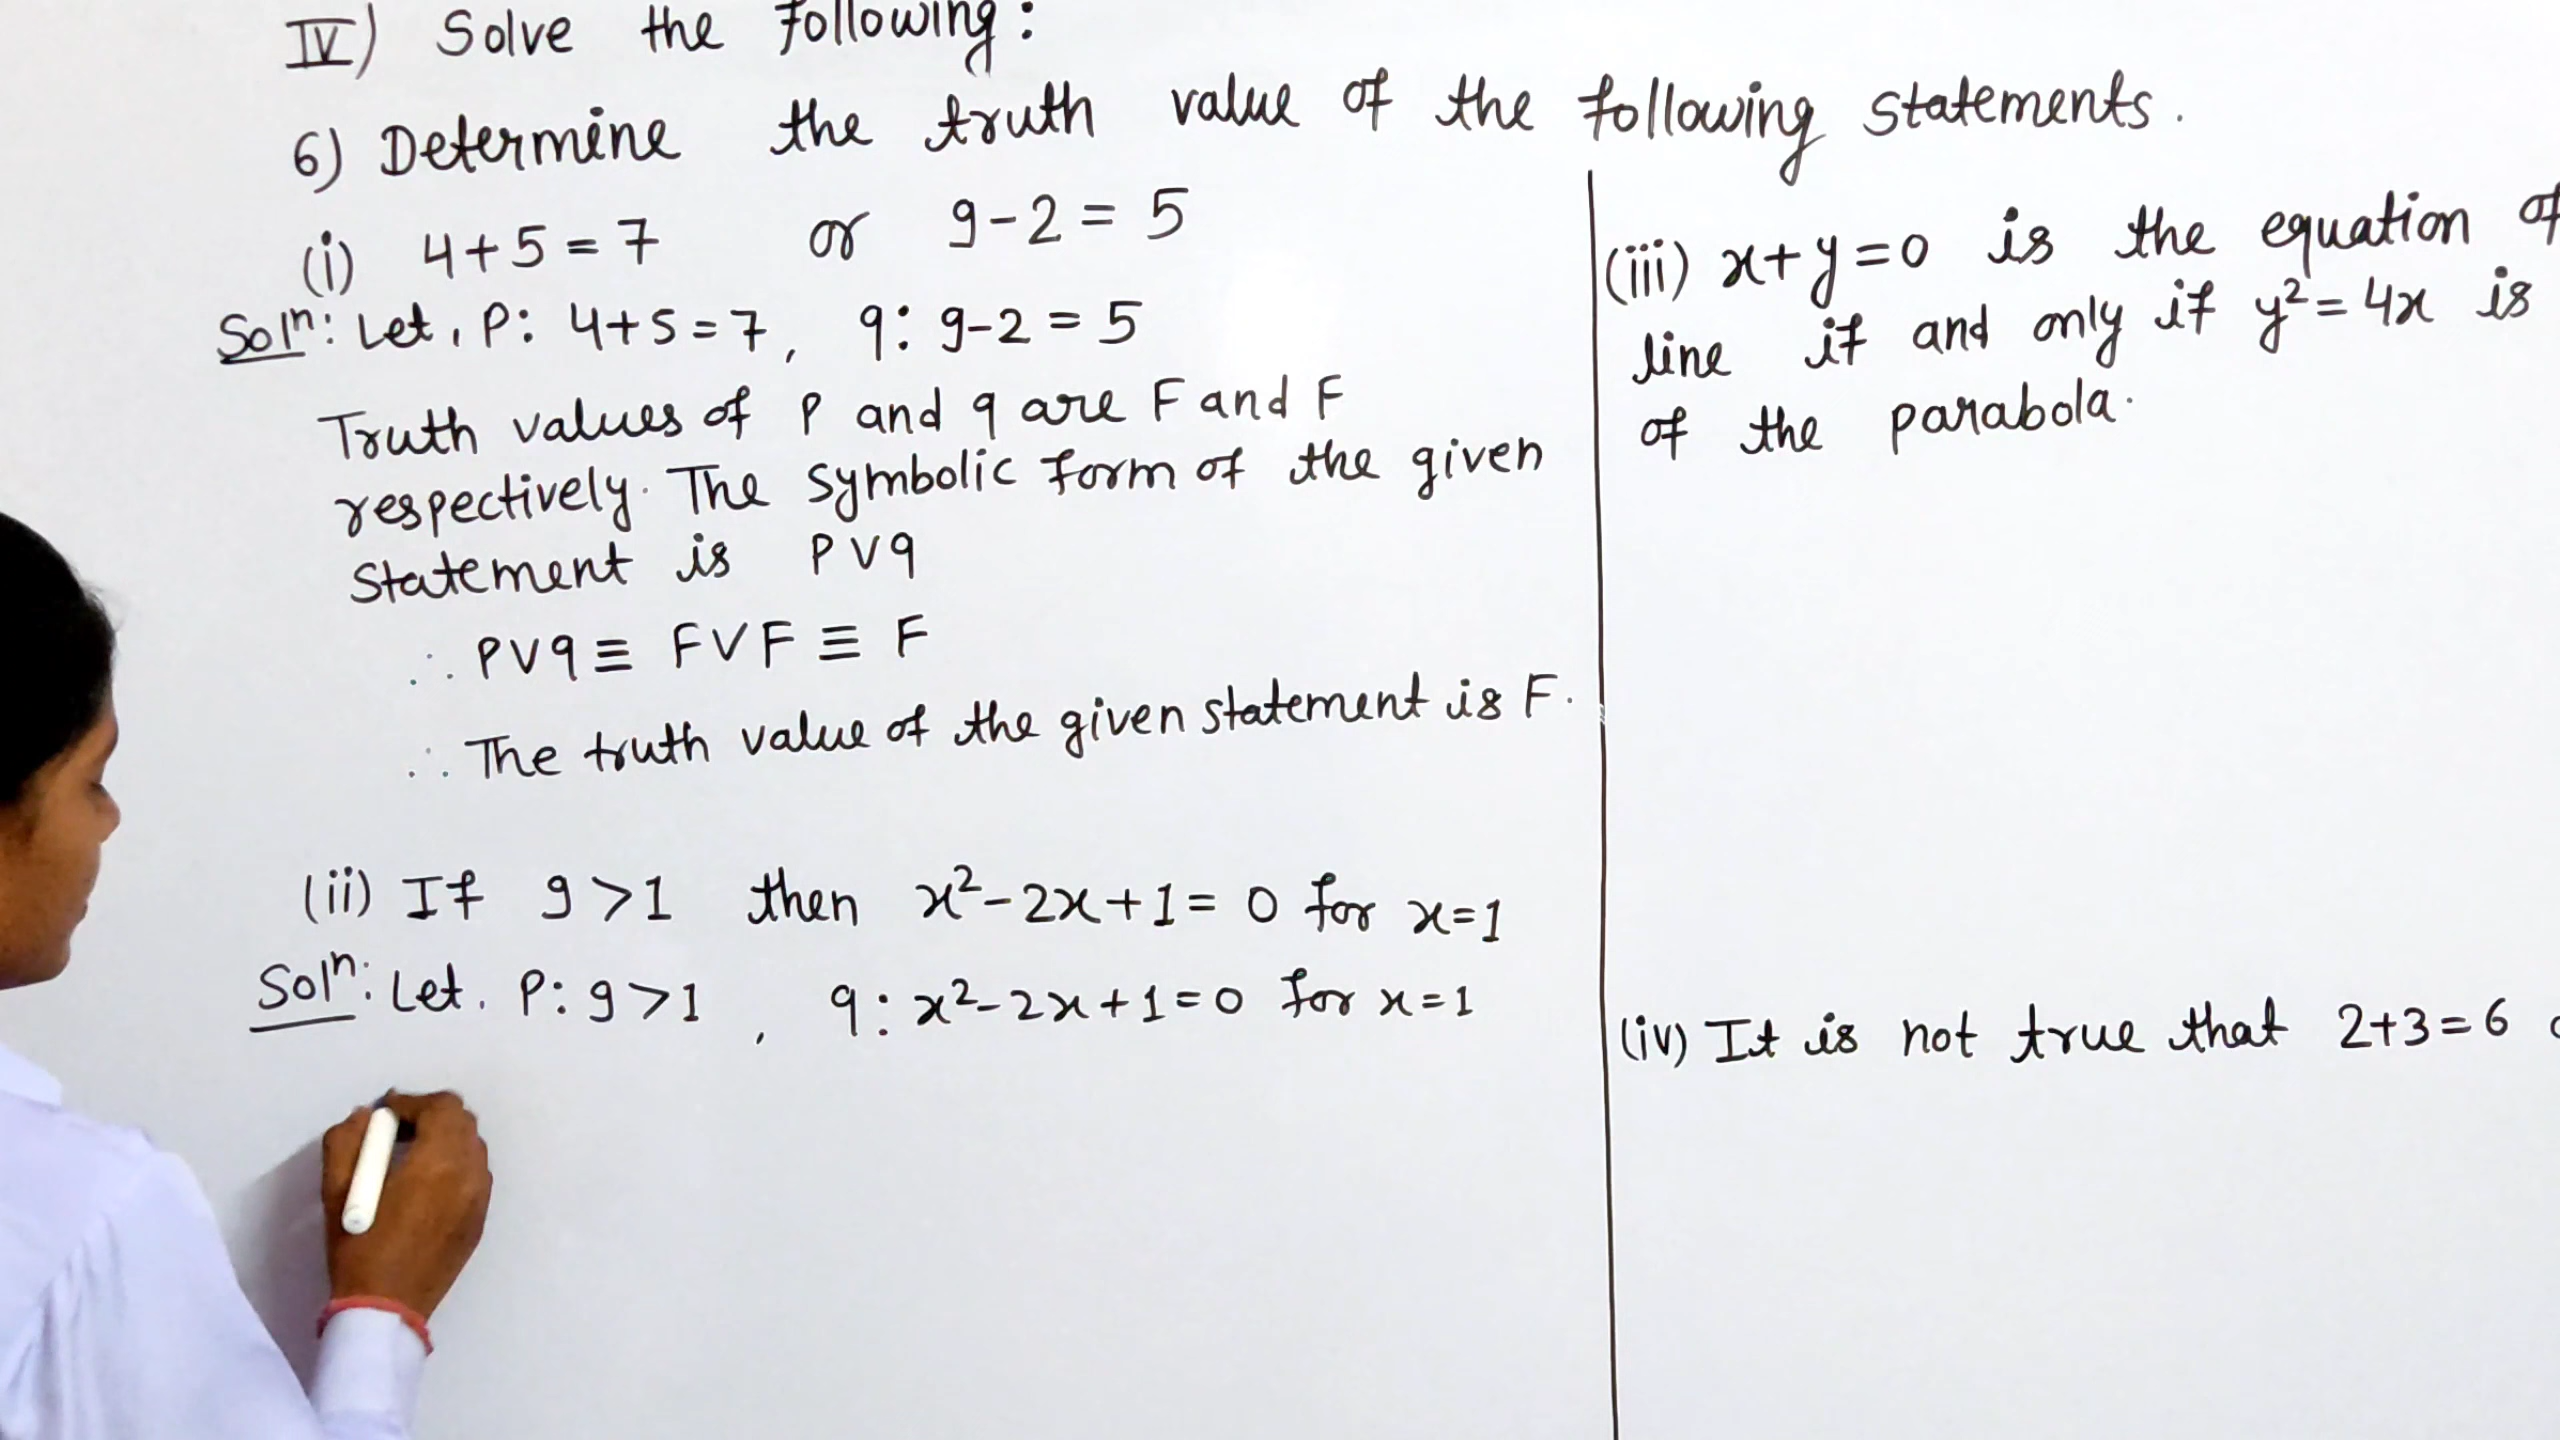 IV) Solve the following:
6) Determine the truth value of the following statements.
(i) 4+5=7 or 9-2=5
Solⁿ: Let, P: 4+5=7, q: 9-2=5
Truth values of P and q are F and F
respectively. The symbolic form of the given
statement is P∨q
∴ P∨q ≡ F∨F ≡ F
∴ The truth value of the given statement is F.
(ii) If 9>1 then x²-2x+1=0 for x=1
Solⁿ: Let, P: 9>1, q: x²-2x+1=0 for x=1
(iii) x+y=0 is the equation of
line if and only if y²=4x is
of the parabola.
(iv) It is not true that 2+3=6